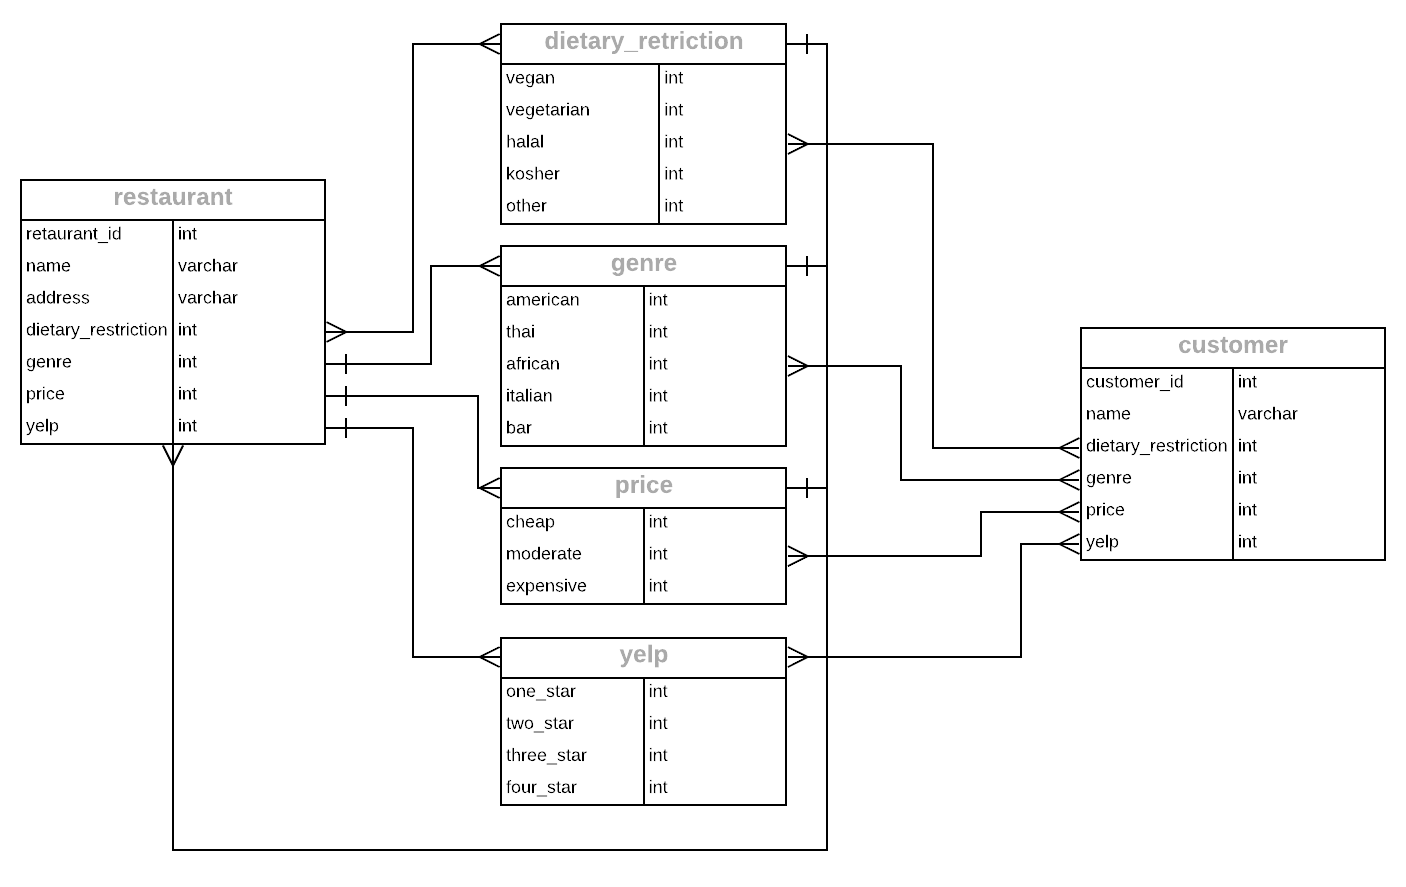 dietary_retriction
vegan int
vegetarian int
halal int
kosher int
other int
restaurant
retaurant_id int
name varchar
address varchar
dietary_restriction int
genre int
price int
yelp int
genre
american int
thai int
african int
italian int
bar int
customer
customer_id int
name varchar
dietary_restriction int
genre int
price int
yelp int
price
cheap int
moderate int
expensive int
yelp
one_star int
two_star int
three_star int
four_star int